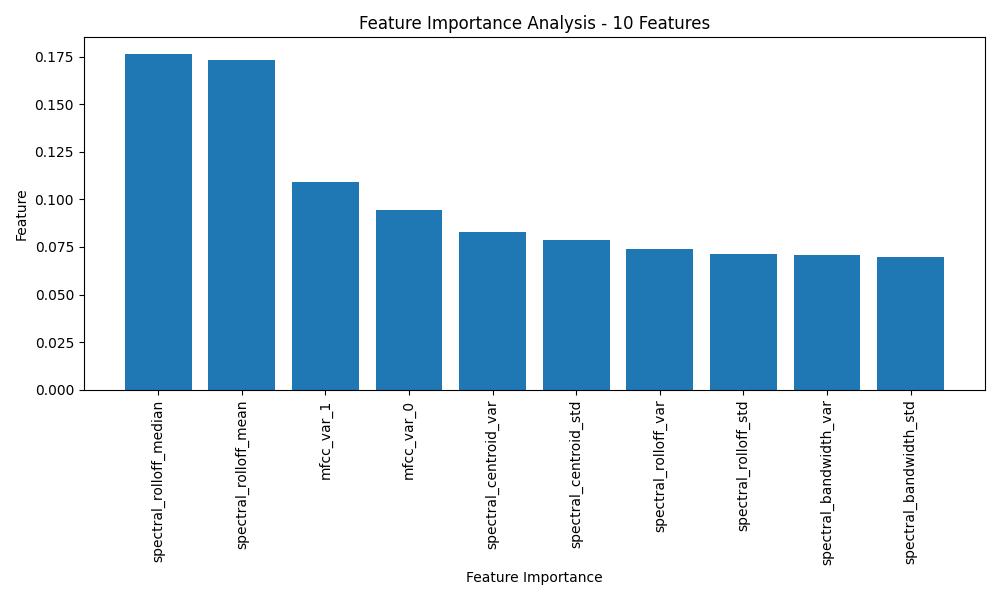 Feature Importance Analysis - 10 Features
Feature
0.175
0.150
0.125
0.100
0.075
0.050
0.025
0.000
spectral_rolloff_median
spectral_rolloff_mean
mfcc_var_1
mfcc_var_0
spectral_centroid_var
spectral_centroid_std
spectral_rolloff_var
spectral_rolloff_std
spectral_bandwidth_var
spectral_bandwidth_std
Feature Importance